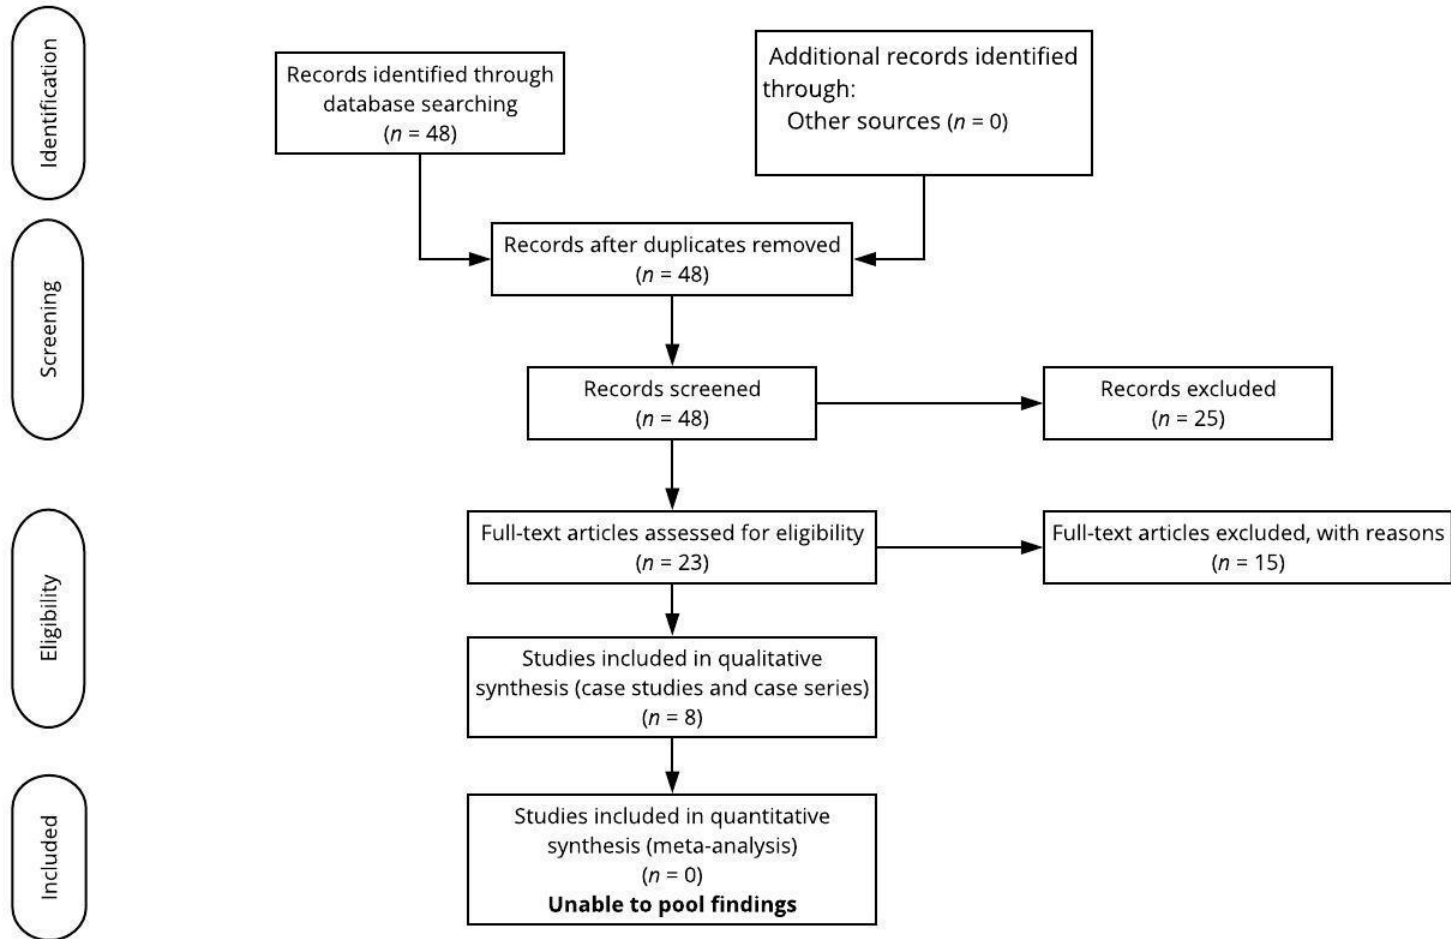 Identification
Records identified through
database searching
(n = 48)
Additional records identified
through:
Other sources (n = 0)
Screening
Records after duplicates removed
(n = 48)
Records screened
(n = 48)
Records excluded
(n = 25)
Eligibility
Full-text articles assessed for eligibility
(n = 23)
Full-text articles excluded, with reasons
(n = 15)
Studies included in qualitative
synthesis (case studies and case series)
(n = 8)
Included
Studies included in quantitative
synthesis (meta-analysis)
(n = 0)
Unable to pool findings